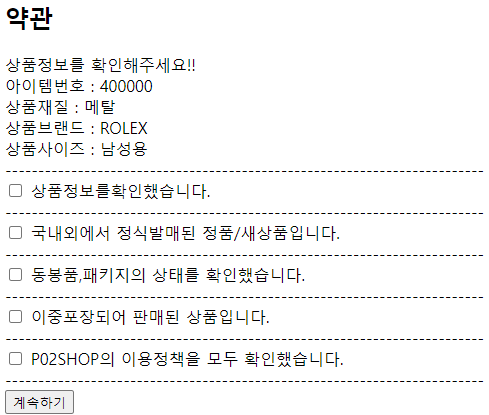 약관
상품정보를 확인해주세요!!
아이템번호 : 400000
상품재질 : 메탈
상품브랜드 : ROLEX
상품사이즈 : 남성용
상품정보를확인했습니다.
국내외에서 정식발매된 정품/새상품입니다.
동봉품,패키지의 상태를 확인했습니다.
이중포장되어 판매된 상품입니다.
P02SHOP의 이용정책을 모두 확인했습니다.
계속하기